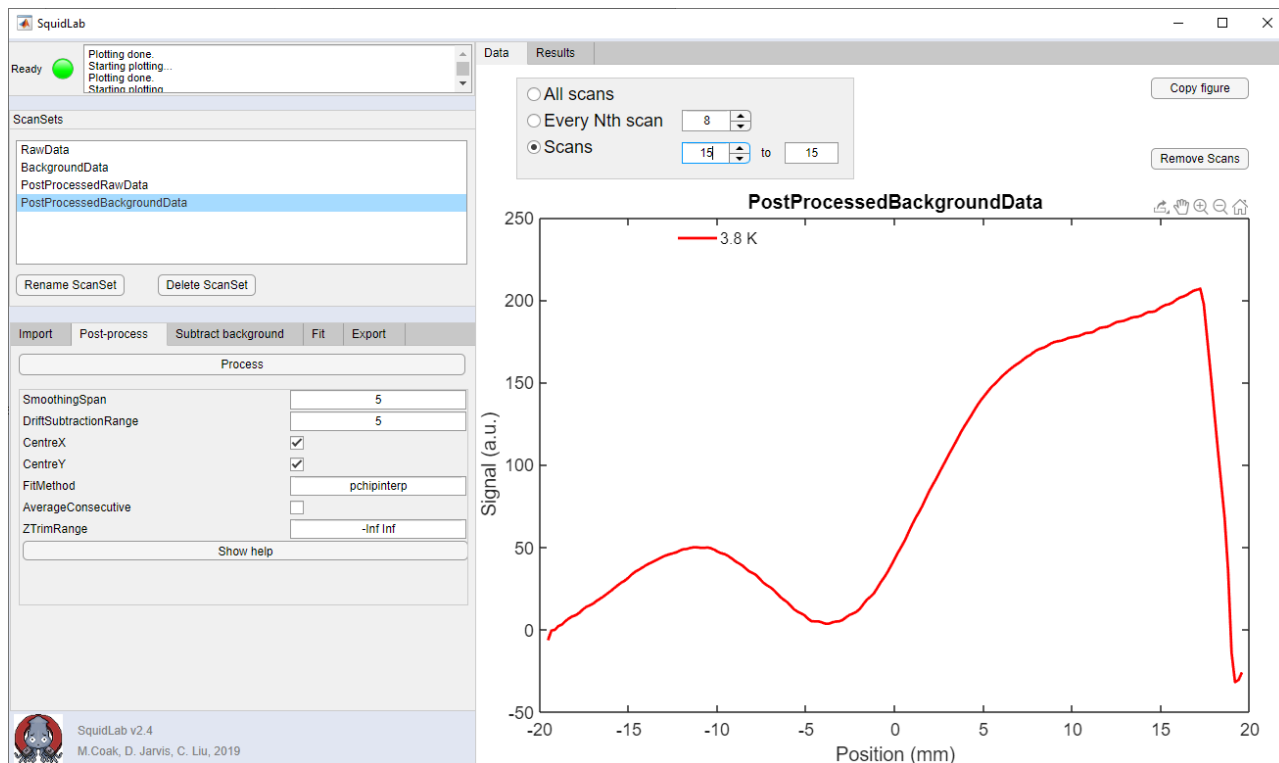 SquidLab
Ready
Plotting done.
Starting plotting...
Plotting done.
Starting plotting
ScanSets
RawData
BackgroundData
PostProcessedRawData
PostProcessedBackgroundData
Rename ScanSet Delete ScanSet
Import Post-process Subtract background Fit Export
Process
SmoothingSpan 5
DriftSubtractionRange 5
CentreX
CentreY
FitMethod pchipinterp
AverageConsecutive
ZTrimRange -Inf Inf
Show help
SquidLab v2.4
M.Coak, D. Jarvis, C. Liu, 2019
Data Results
All scans
Every Nth scan 8
Scans 15 to 15
Copy figure
Remove Scans
PostProcessedBackgroundData
3.8 K
250
200
150
100
50
0
-50
Signal (a.u.)
-20 -15 -10 -5 0 5 10 15 20
Position (mm)